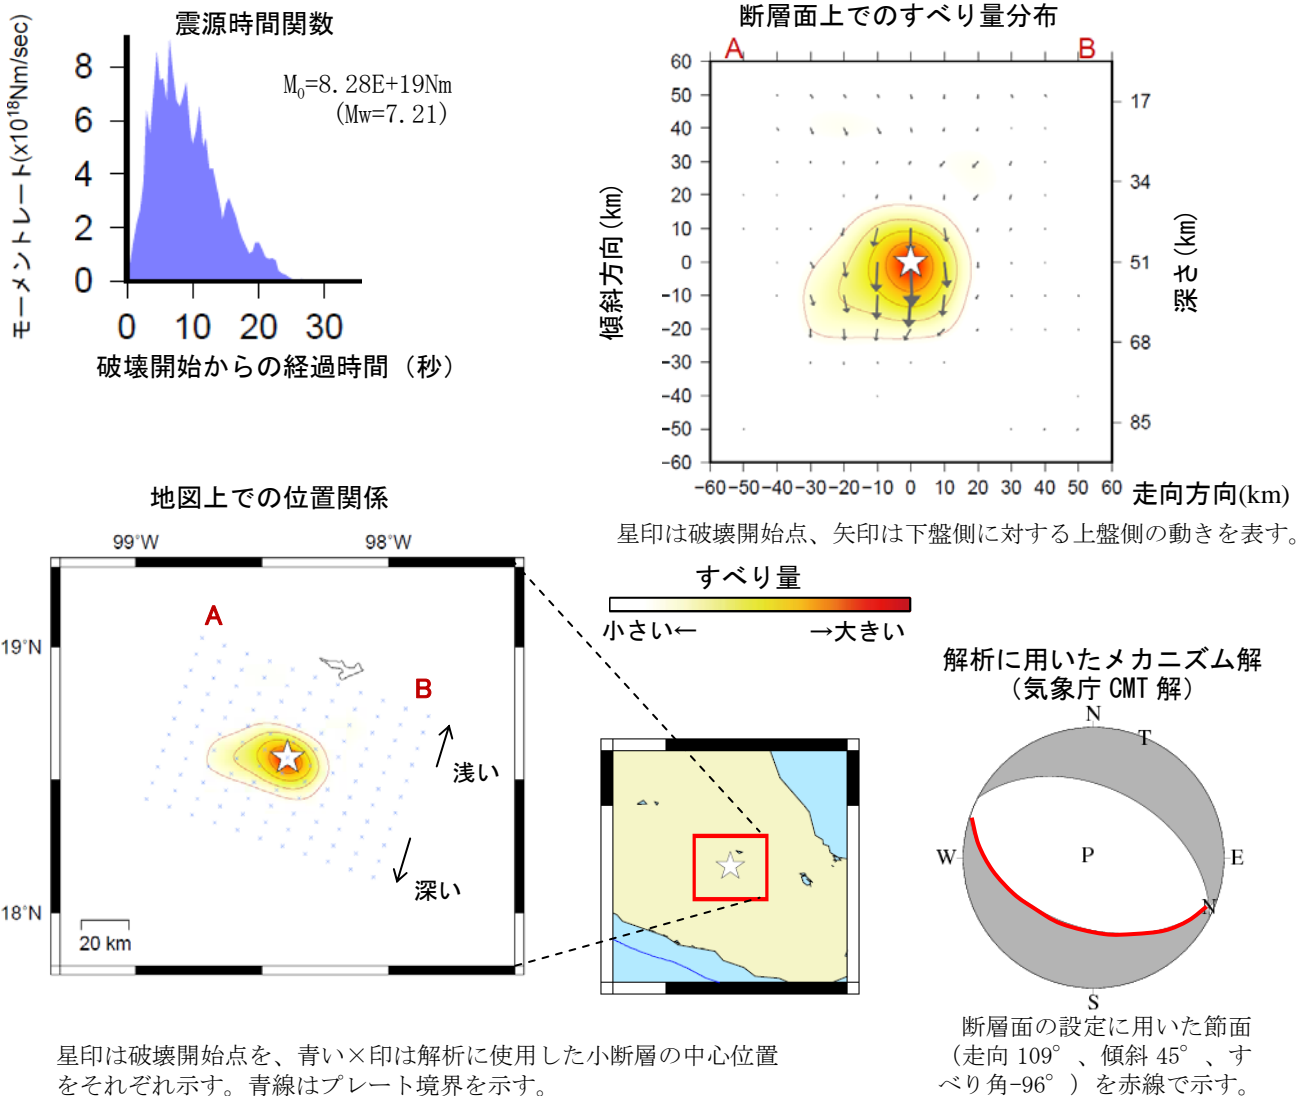 震源時間関数
モーメントレート(x10¹⁸Nm/sec)
M₀=8.28E+19Nm
(Mw=7.21)
8
6
4
2
0
0 10 20 30
破壊開始からの経過時間（秒）
断層面上でのすべり量分布
A B
傾斜方向(km)
60
50
40
30
20
10
0
-10
-20
-30
-40
-50
-60
17
34
51
68
85
深さ(km)
-60 -50 -40 -30 -20 -10 0 10 20 30 40 50 60
走向方向(km)
星印は破壊開始点、矢印は下盤側に対する上盤側の動きを表す。
すべり量
小さい← →大きい
地図上での位置関係
99°W 98°W
19°N
18°N
A
B
浅い
深い
20 km
解析に用いたメカニズム解
（気象庁 CMT 解）
N
T
W
P
E
N
S
星印は破壊開始点を、青い×印は解析に使用した小断層の中心位置
をそれぞれ示す。青線はプレート境界を示す。
断層面の設定に用いた節面
（走向 109°、傾斜 45°、す
べり角-96°）を赤線で示す。